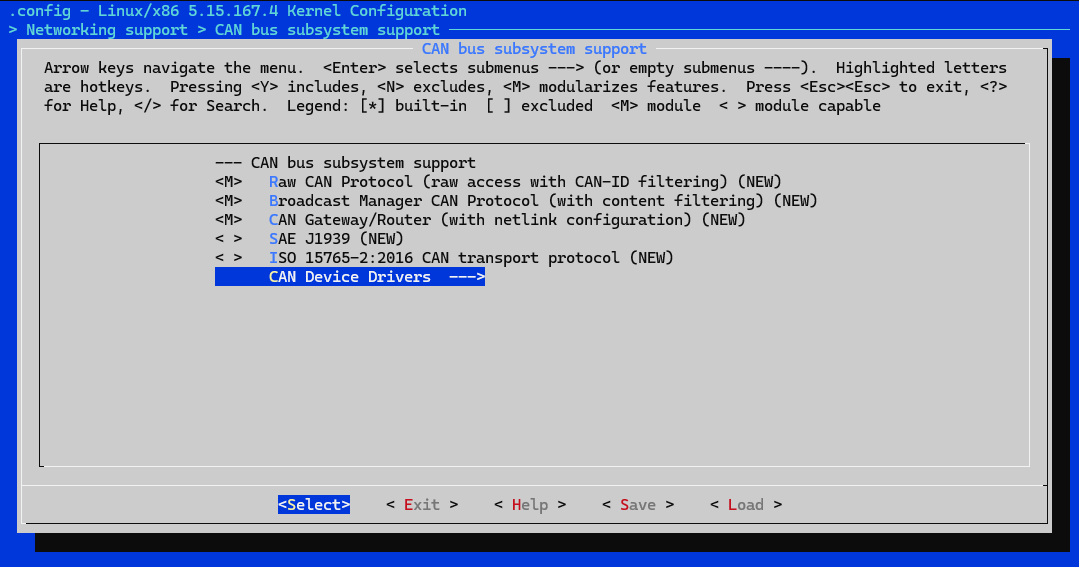 .config - Linux/x86 5.15.167.4 Kernel Configuration
> Networking support > CAN bus subsystem support
CAN bus subsystem support
Arrow keys navigate the menu.  <Enter> selects submenus ---> (or empty submenus ----).  Highlighted letters
are hotkeys.  Pressing <Y> includes, <N> excludes, <M> modularizes features.  Press <Esc><Esc> to exit, <?>
for Help, </> for Search.  Legend: [*] built-in  [ ] excluded  <M> module  < > module capable
--- CAN bus subsystem support
<M>   Raw CAN Protocol (raw access with CAN-ID filtering) (NEW)
<M>   Broadcast Manager CAN Protocol (with content filtering) (NEW)
<M>   CAN Gateway/Router (with netlink configuration) (NEW)
< >   SAE J1939 (NEW)
< >   ISO 15765-2:2016 CAN transport protocol (NEW)
CAN Device Drivers  --->
<Select>    < Exit >    < Help >    < Save >    < Load >